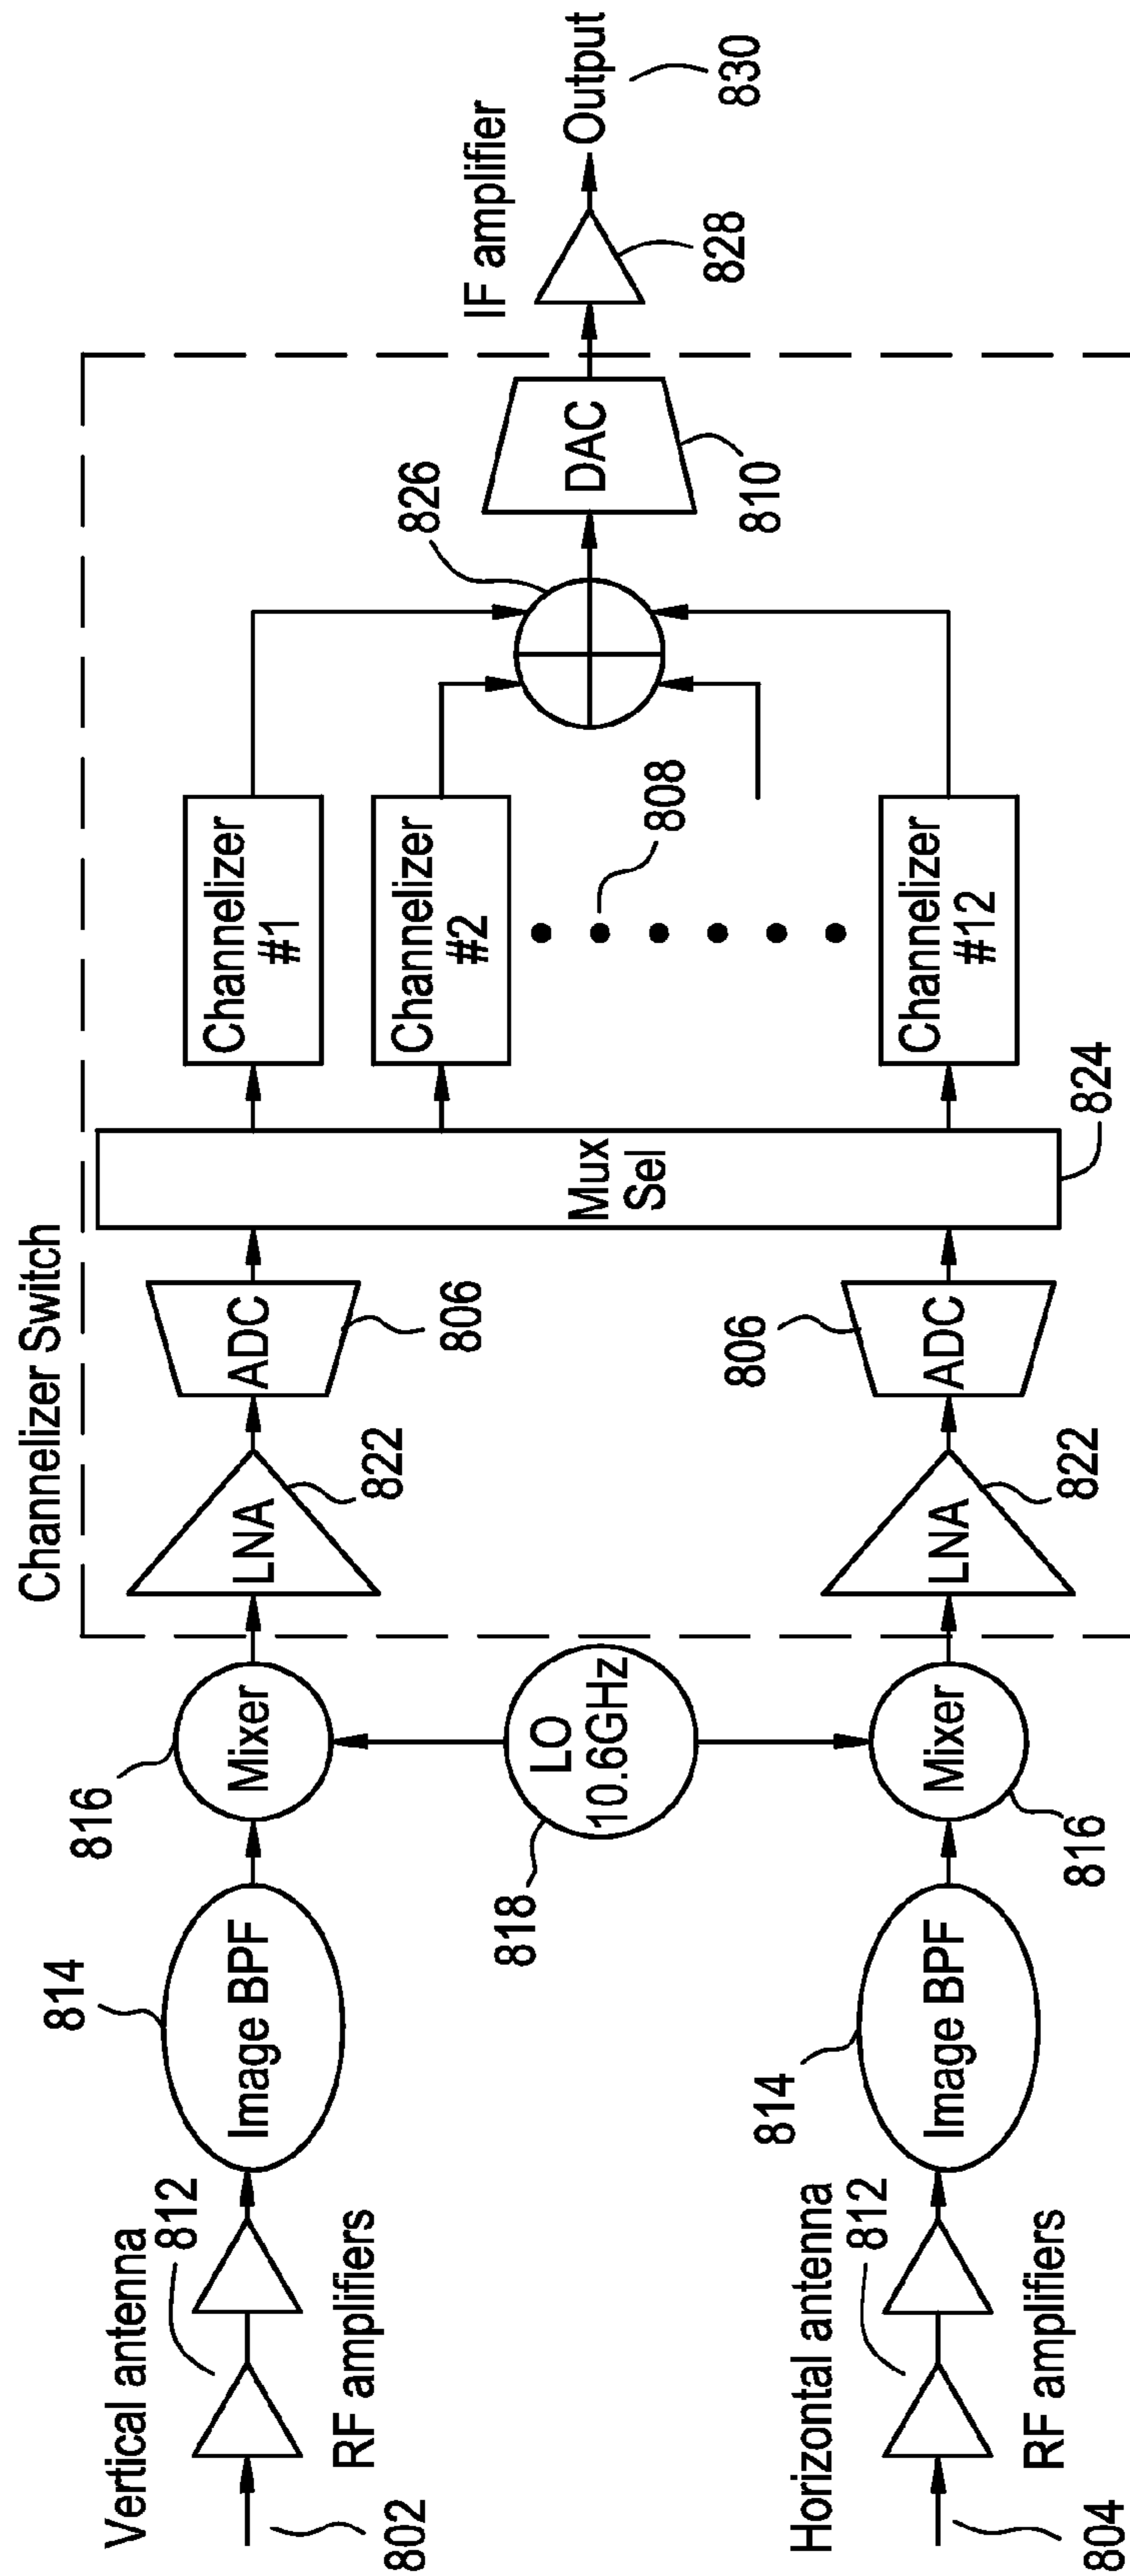 Channelizer Switch
Vertical antenna
802
812
RF amplifiers
814
Image BPF
816
Mixer
LNA
822
ADC
806
Channelizer
#1
Channelizer
#2
808
Channelizer
#12
Mux
Sel
824
826
DAC
810
IF amplifier
828
Output
830
818
LO
10.6GHz
Horizontal antenna
804
812
RF amplifiers
814
Image BPF
816
Mixer
LNA
822
806
ADC